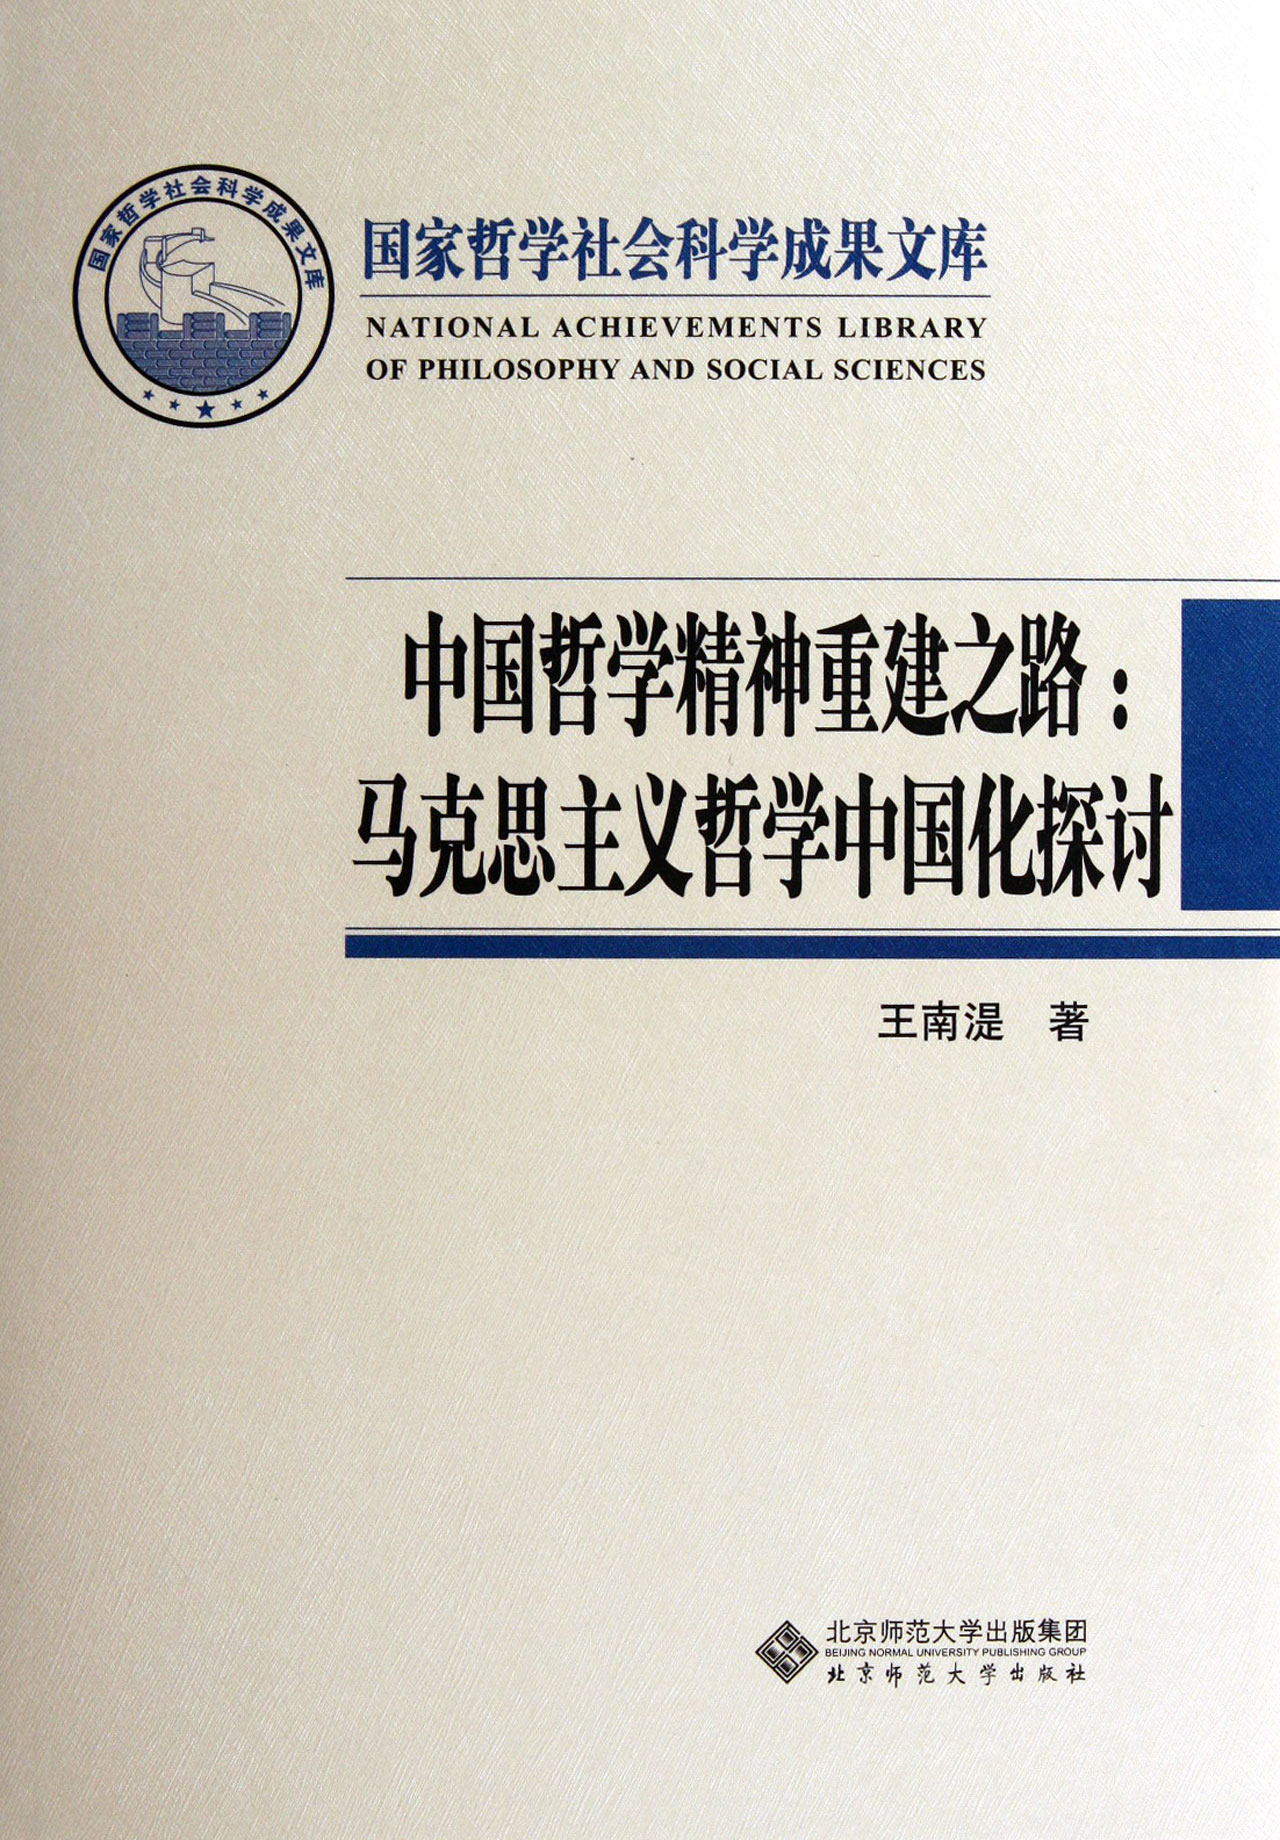 国家哲学社会科学成果文库
国家哲学社会科学成果文库
NATIONAL ACHIEVEMENTS LIBRARY
OF PHILOSOPHY AND SOCIAL SCIENCES
中国哲学精神重建之路：
马克思主义哲学中国化探讨
王南湜 著
北京师范大学出版集团
BEIJING NORMAL UNIVERSITY PUBLISHING GROUP
北京师范大学出版社